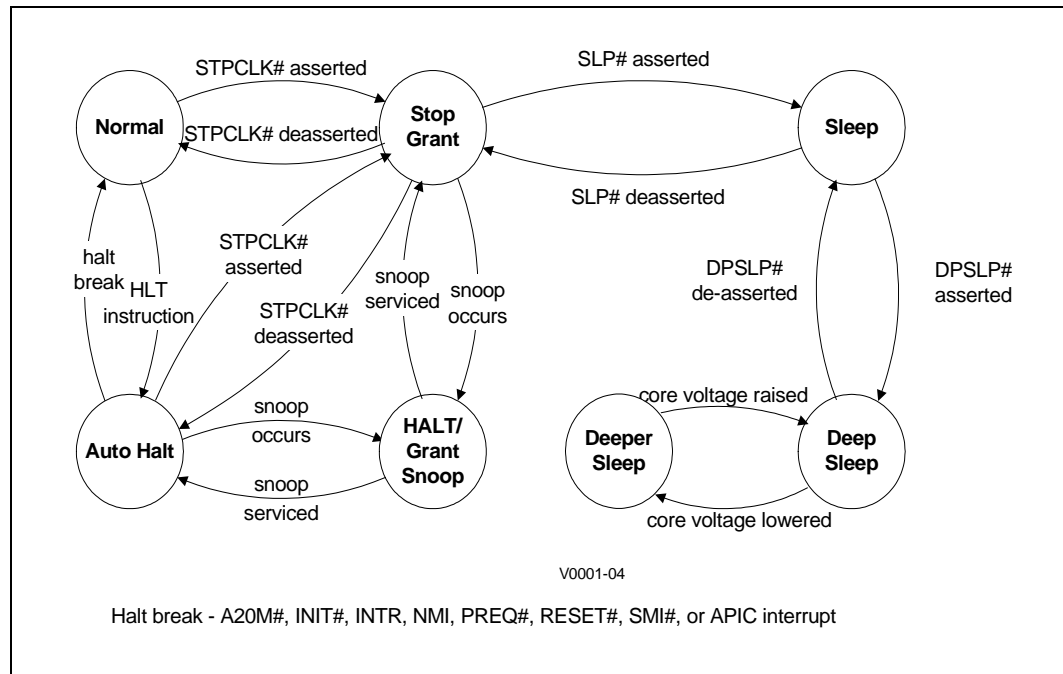 STPCLK# asserted
SLP# asserted
Normal
Stop
Grant
Sleep
STPCLK# deasserted
SLP# deasserted
halt
break
HLT
instruction
STPCLK#
asserted
STPCLK#
deasserted
snoop
serviced
snoop
occurs
DPSLP#
de-asserted
DPSLP#
asserted
Auto Halt
snoop
occurs
snoop
serviced
HALT/
Grant
Snoop
core voltage raised
Deeper
Sleep
Deep
Sleep
core voltage lowered
V0001-04
Halt break - A20M#, INIT#, INTR, NMI, PREQ#, RESET#, SMI#, or APIC interrupt